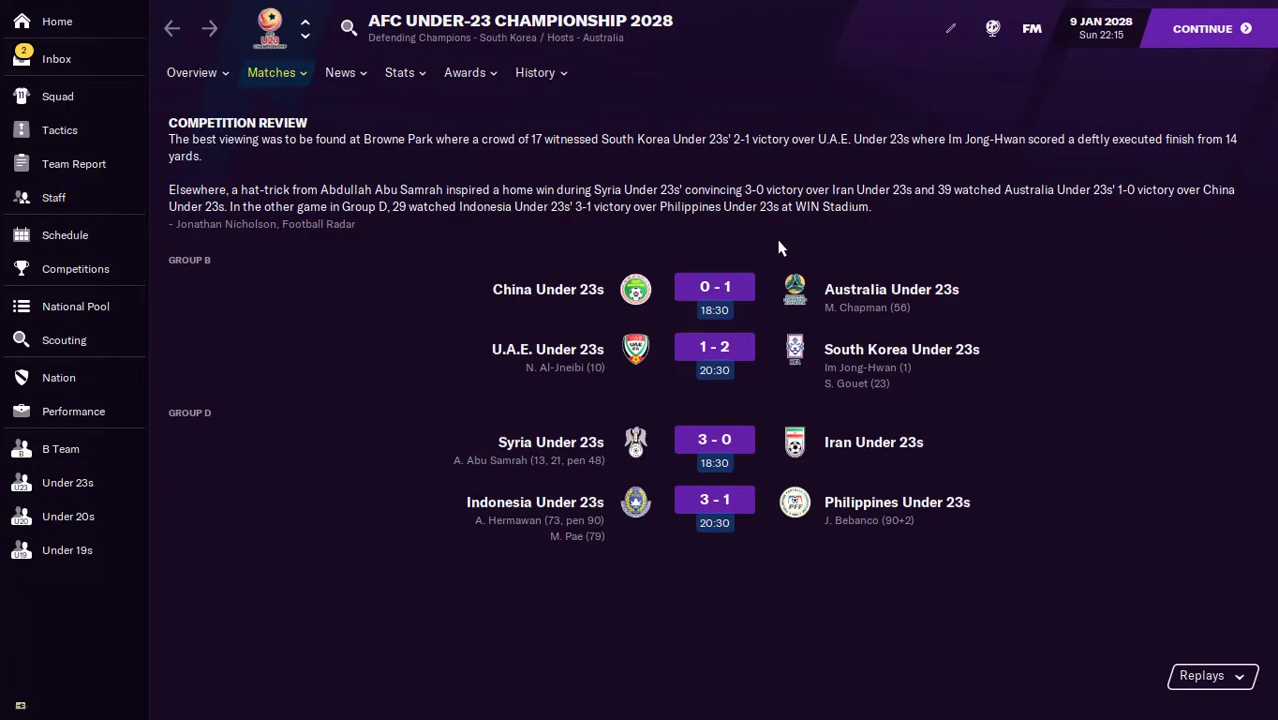 Home
2
Inbox
11
Squad
Tactics
Team Report
Staff
Schedule
Competitions
National Pool
Scouting
Nation
Performance
B
B Team
U23
Under 23s
U20
Under 20s
U19
Under 19s
AFC UNDER-23 CHAMPIONSHIP 2028
Defending Champions - South Korea / Hosts - Australia
FM
9 JAN 2028
Sun 22:15
CONTINUE
Overview
Matches
News
Stats
Awards
History
COMPETITION REVIEW
The best viewing was to be found at Browne Park where a crowd of 17 witnessed South Korea Under 23s' 2-1 victory over U.A.E. Under 23s where Im Jong-Hwan scored a deftly executed finish from 14
yards.
Elsewhere, a hat-trick from Abdullah Abu Samrah inspired a home win during Syria Under 23s' convincing 3-0 victory over Iran Under 23s and 39 watched Australia Under 23s' 1-0 victory over China
Under 23s. In the other game in Group D, 29 watched Indonesia Under 23s' 3-1 victory over Philippines Under 23s at WIN Stadium.
- Jonathan Nicholson, Football Radar
GROUP B
China Under 23s 0 - 1 Australia Under 23s
18:30 M. Chapman (56)
U.A.E. Under 23s 1 - 2 South Korea Under 23s
N. Al-Jneibi (10) 20:30 Im Jong-Hwan (1)
S. Gouet (23)
GROUP D
Syria Under 23s 3 - 0 Iran Under 23s
A. Abu Samrah (13, 21, pen 48) 18:30
Indonesia Under 23s 3 - 1 Philippines Under 23s
A. Hermawan (73, pen 90) 20:30 J. Bebanco (90+2)
M. Pae (79)
Replays